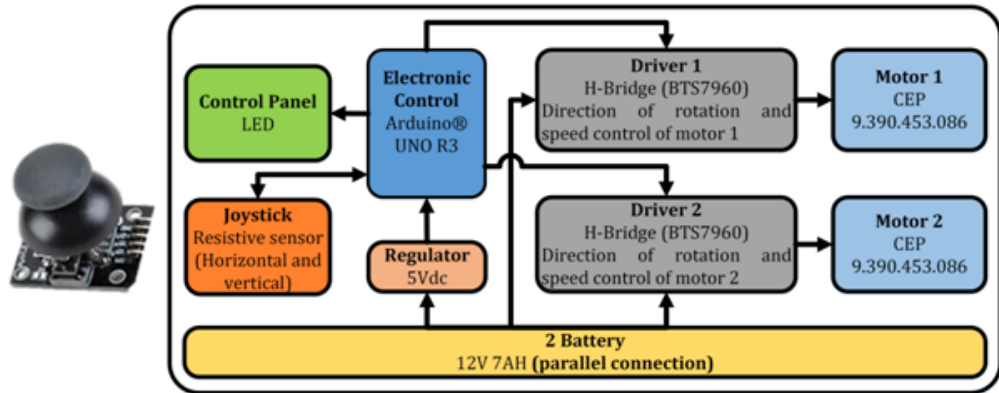 Control Panel
LED
Electronic
Control
Arduino®
UNO R3
Driver 1
H-Bridge (BTS7960)
Direction of rotation and
speed control of motor 1
Motor 1
CEP
9.390.453.086
Joystick
Resistive sensor
(Horizontal and
vertical)
Regulator
5Vdc
Driver 2
H-Bridge (BTS7960)
Direction of rotation and
speed control of motor 2
Motor 2
CEP
9.390.453.086
2 Battery
12V 7AH (parallel connection)